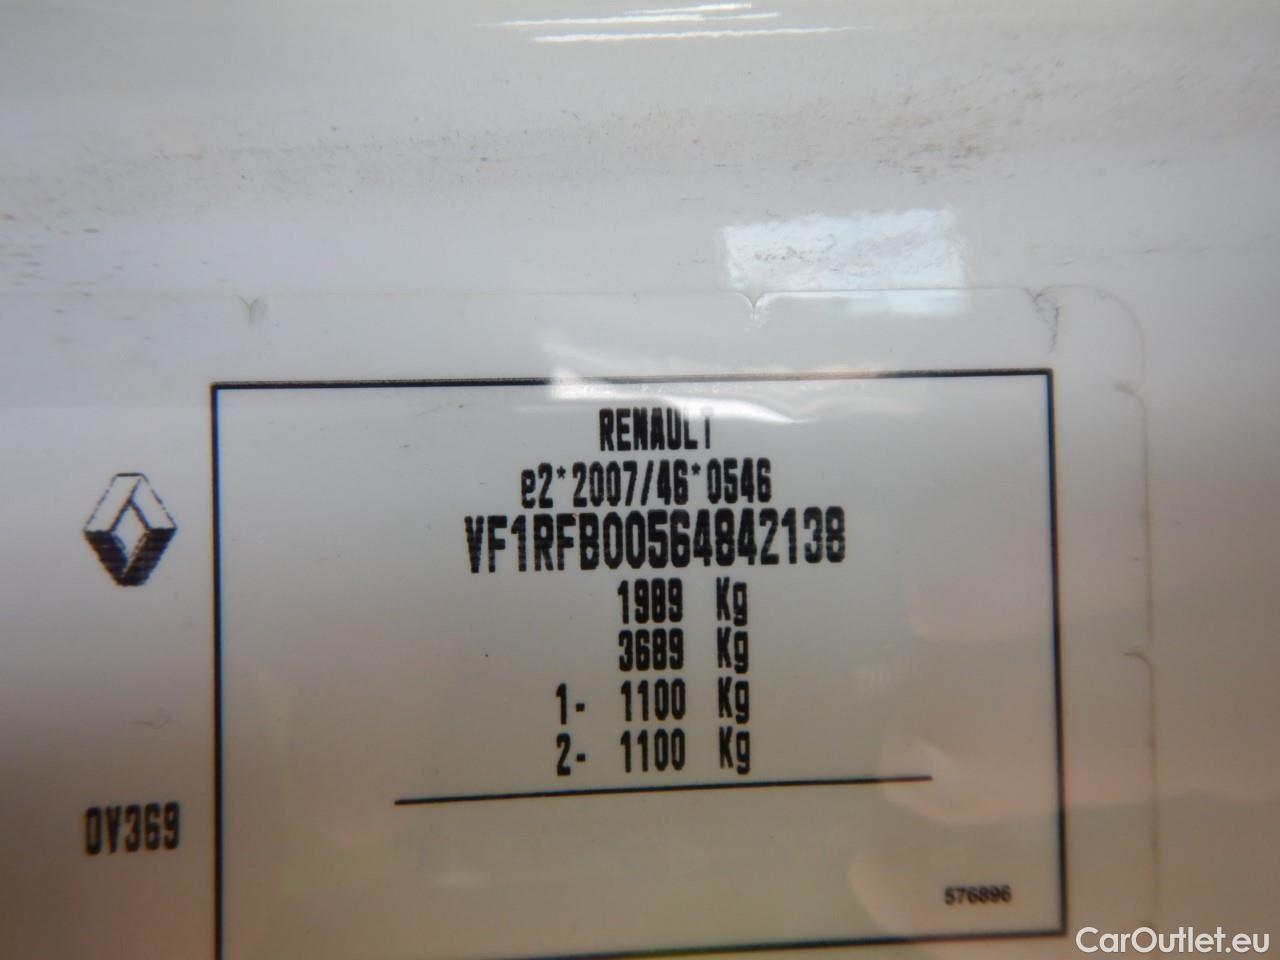 RENAULT
e2*2007/46*0546
VF1RFB00564842138
1989 Kg
3689 Kg
1- 1100 Kg
2- 1100 Kg
0V369
576896
CarOutlet.eu